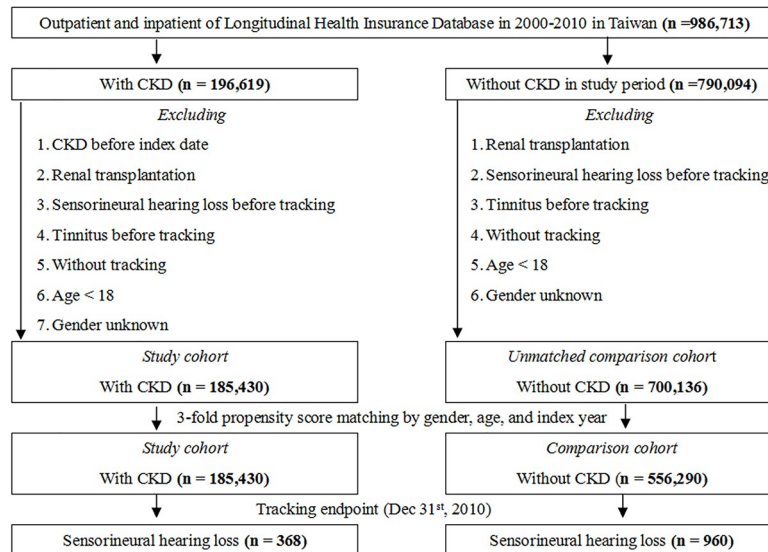 Outpatient and inpatient of Longitudinal Health Insurance Database in 2000-2010 in Taiwan (n =986,713)
With CKD (n = 196,619)
Without CKD in study period (n =790,094)
Excluding
1. CKD before index date
2. Renal transplantation
3. Sensorineural hearing loss before tracking
4. Tinnitus before tracking
5. Without tracking
6. Age < 18
7. Gender unknown
Excluding
1. Renal transplantation
2. Sensorineural hearing loss before tracking
3. Tinnitus before tracking
4. Without tracking
5. Age < 18
6. Gender unknown
Study cohort
With CKD (n = 185,430)
Unmatched comparison cohort
Without CKD (n = 700,136)
3-fold propensity score matching by gender, age, and index year
Study cohort
With CKD (n = 185,430)
Comparison cohort
Without CKD (n = 556,290)
Tracking endpoint (Dec 31st, 2010)
Sensorineural hearing loss (n = 368)
Sensorineural hearing loss (n = 960)